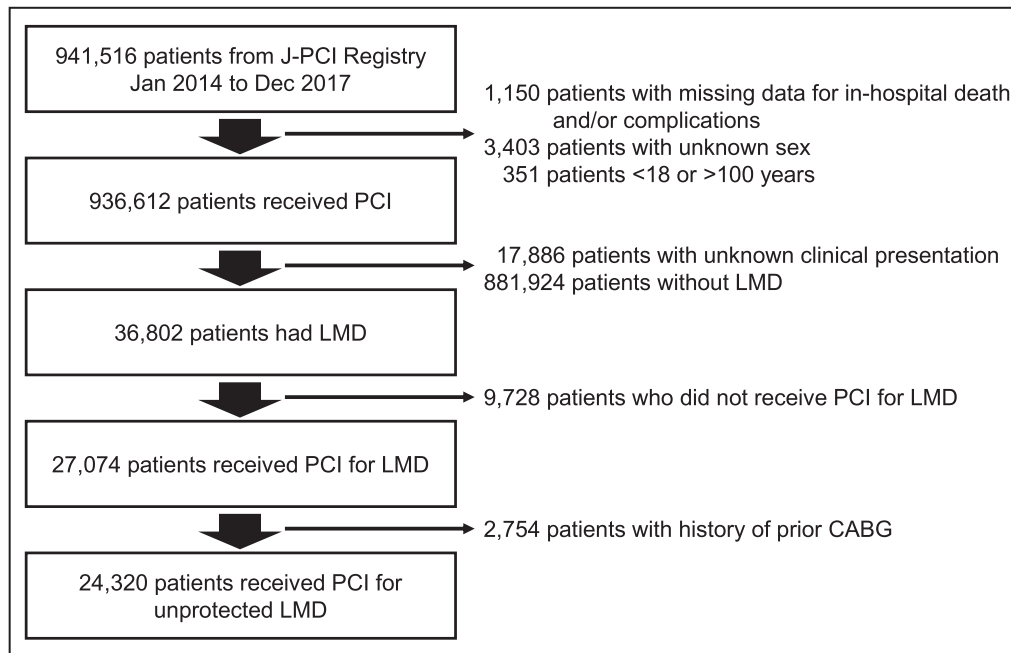 941,516 patients from J-PCI Registry
Jan 2014 to Dec 2017
1,150 patients with missing data for in-hospital death
and/or complications
3,403 patients with unknown sex
351 patients <18 or >100 years
936,612 patients received PCI
17,886 patients with unknown clinical presentation
881,924 patients without LMD
36,802 patients had LMD
9,728 patients who did not receive PCI for LMD
27,074 patients received PCI for LMD
2,754 patients with history of prior CABG
24,320 patients received PCI for
unprotected LMD